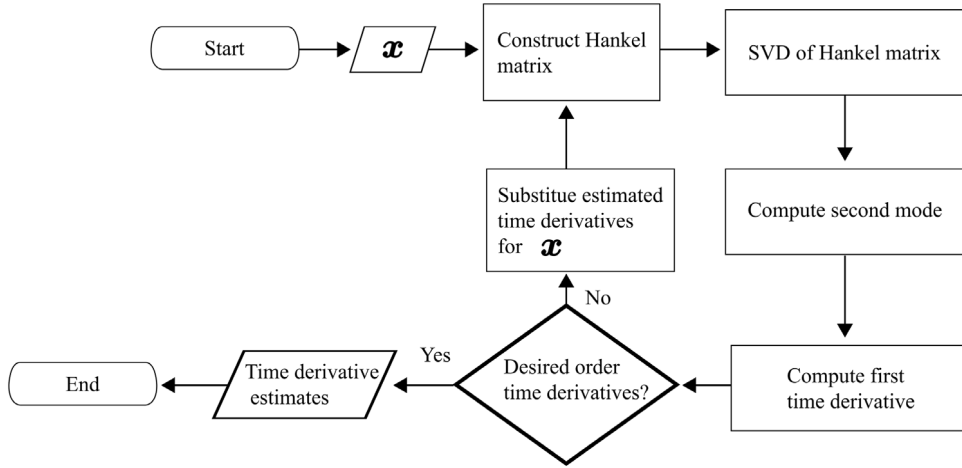 Start
x
Construct Hankel
matrix
SVD of Hankel matrix
Substitue estimated
time derivatives
for x
Compute second mode
No
Yes
Desired order
time derivatives?
Compute first
time derivative
Time derivative
estimates
End